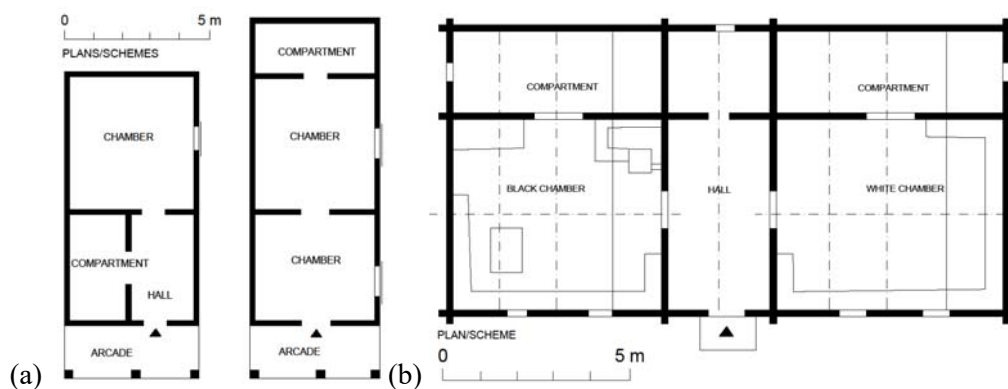 0 5 m
PLANS/SCHEMES
CHAMBER
COMPARTMENT
HALL
ARCADE
COMPARTMENT
CHAMBER
CHAMBER
ARCADE
(a)
COMPARTMENT
COMPARTMENT
BLACK CHAMBER
HALL
WHITE CHAMBER
PLAN/SCHEME
0 5 m
(b)